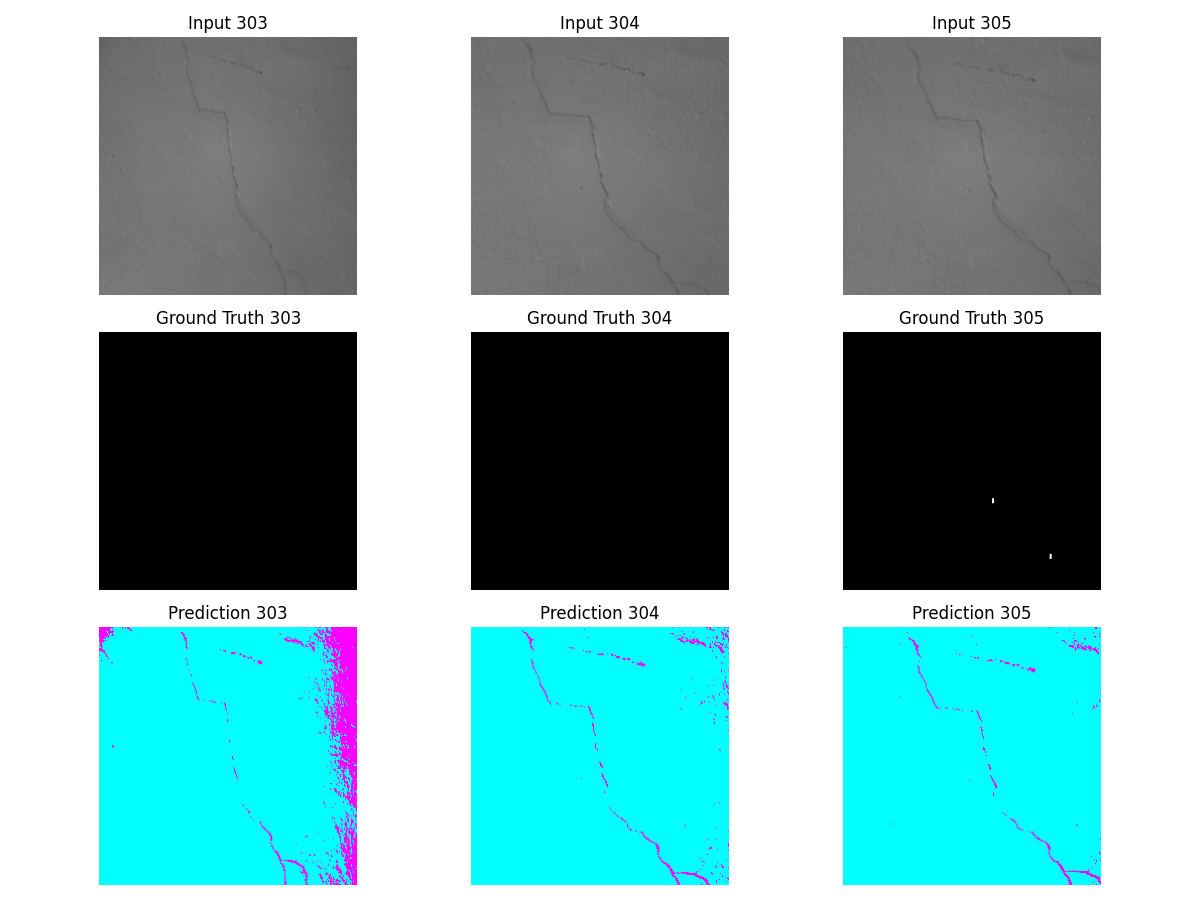 Input 303
Input 304
Input 305
Ground Truth 303
Ground Truth 304
Ground Truth 305
Prediction 303
Prediction 304
Prediction 305